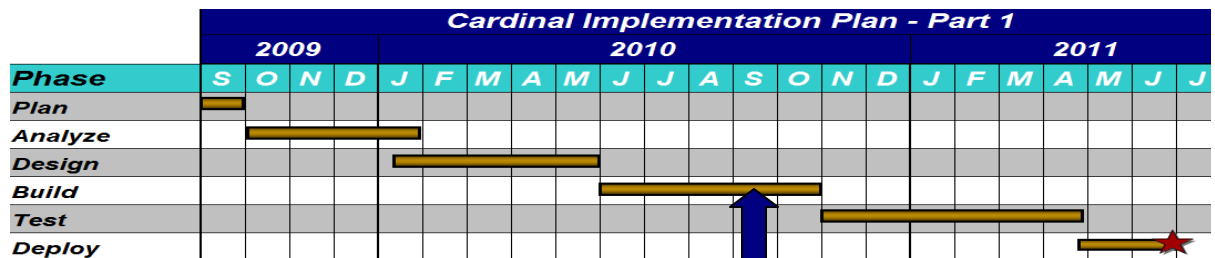 Cardinal Implementation Plan - Part 1
2009 2010 2011
Phase S O N D J F M A M J J A S O N D J F M A M J J
Plan
Analyze
Design
Build
Test
Deploy